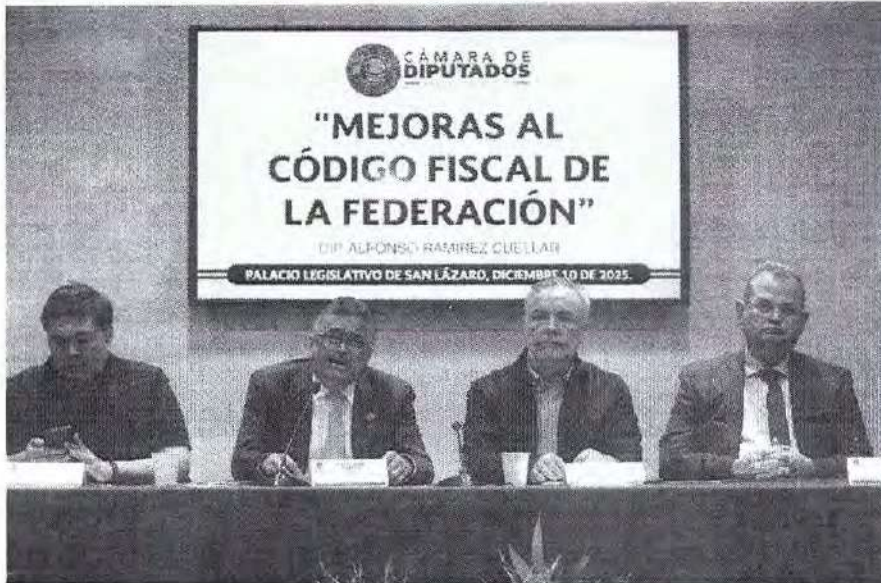 CÁMARA DE
DIPUTADOS
"MEJORAS AL
CÓDIGO FISCAL DE
LA FEDERACIÓN"
DIP. ALFONSO RAMÍREZ CUÉLLAR
PALACIO LEGISLATIVO DE SAN LÁZARO, DICIEMBRE 10 DE 2025.